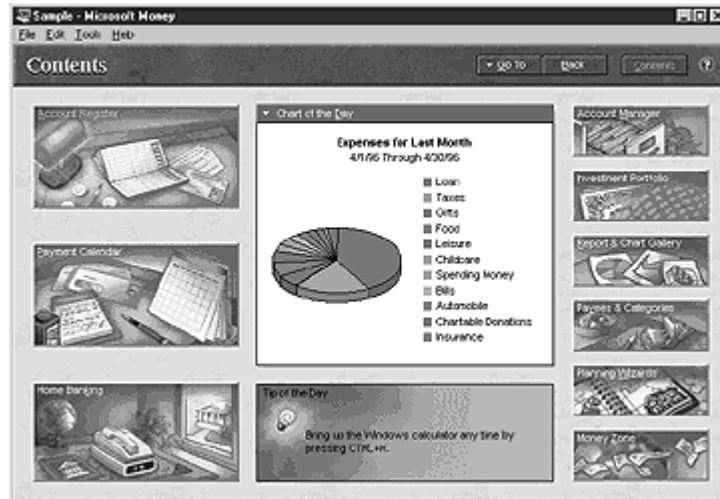 Sample - Microsoft Money
File Edit Tools Help
Contents
Go To Back Contents ?
Account Register
Payment Calendar
Home Banking
Chart of the Day
Expenses for Last Month
4/1/96 Through 4/30/96
Loan
Taxes
Gifts
Food
Leisure
Childcare
Spending Money
Bills
Automobile
Charitable Donations
Insurance
Tip of the Day
Bring up the Windows calculator any time by
pressing CTRL+K.
Account Manager
Investment Portfolio
Report & Chart Gallery
Payees & Categories
Planning Wizards
Money Zone